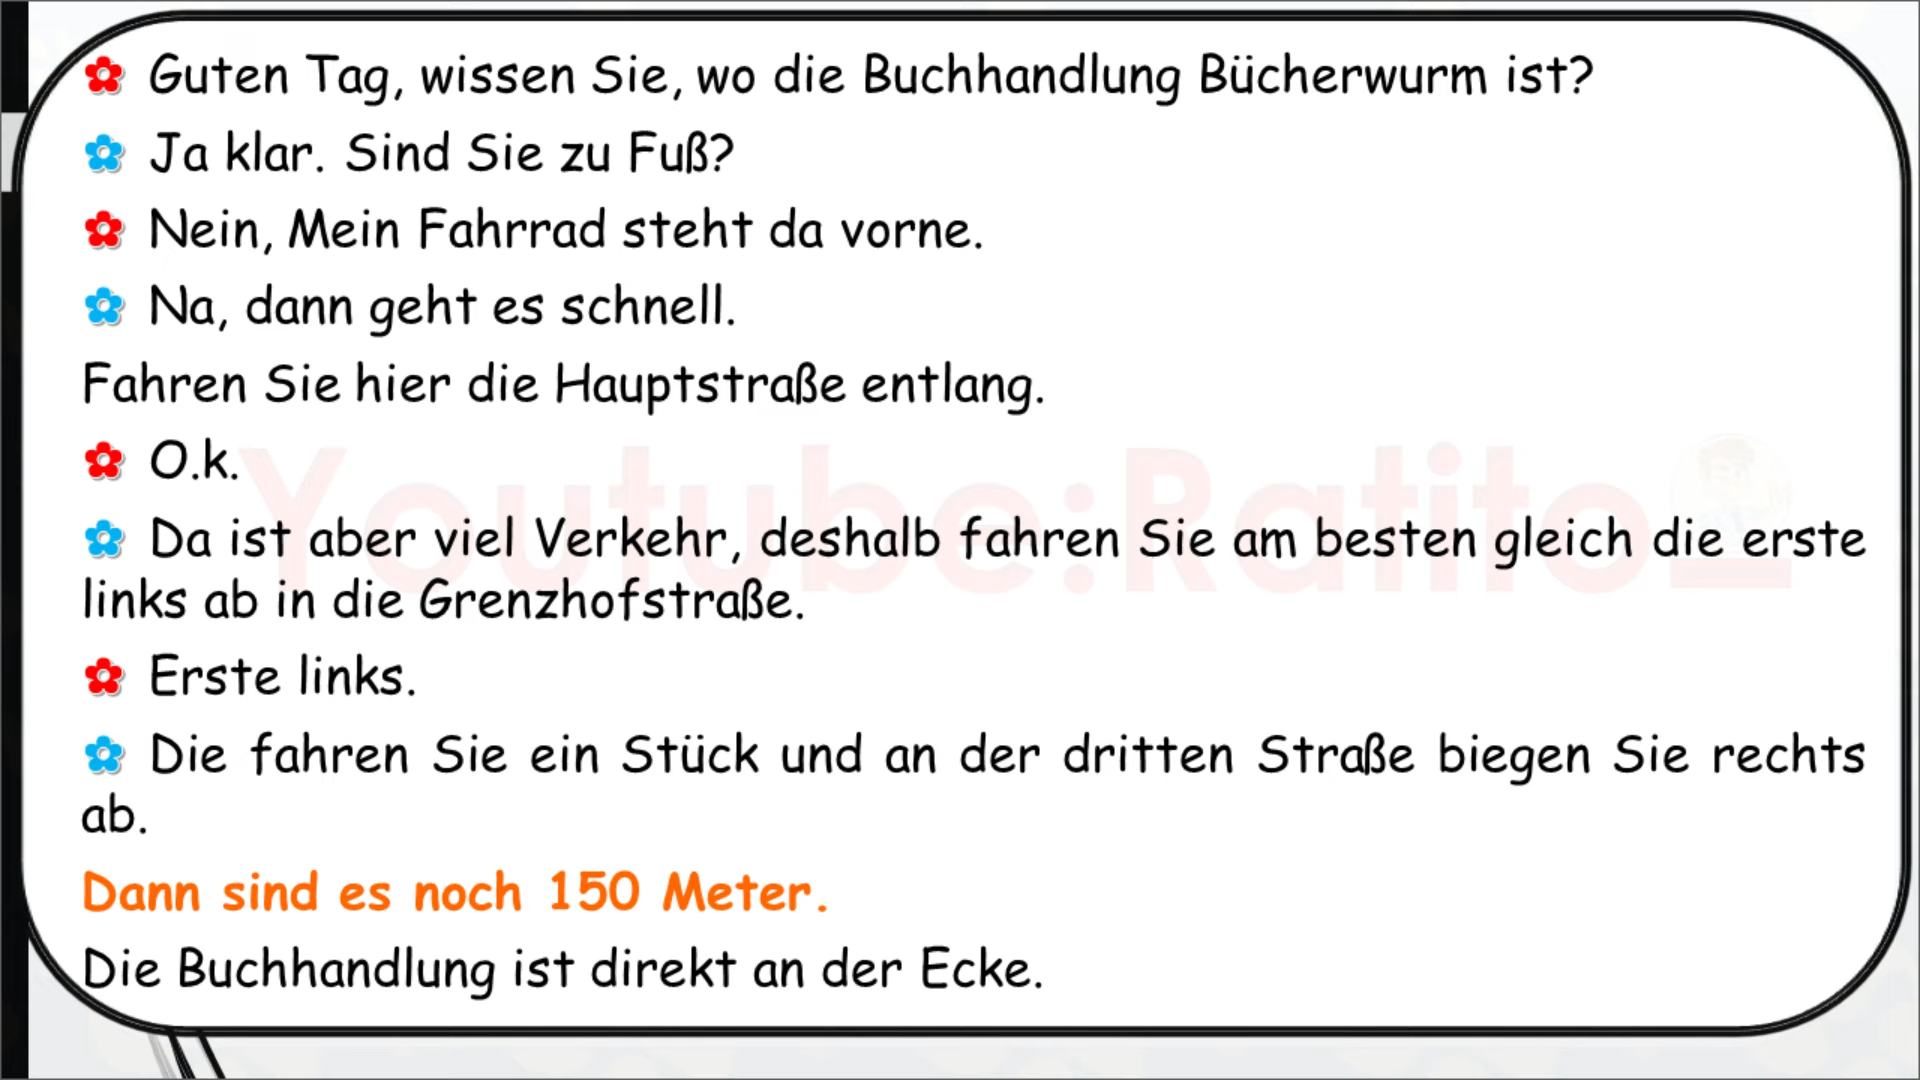 Guten Tag, wissen Sie, wo die Buchhandlung Bücherwurm ist?
Ja klar. Sind Sie zu Fuß?
Nein, Mein Fahrrad steht da vorne.
Na, dann geht es schnell.
Fahren Sie hier die Hauptstraße entlang.
O.k.
Youtube:Ratito
Da ist aber viel Verkehr, deshalb fahren Sie am besten gleich die erste
links ab in die Grenzhofstraße.
Erste links.
Die fahren Sie ein Stück und an der dritten Straße biegen Sie rechts
ab.
Dann sind es noch 150 Meter.
Die Buchhandlung ist direkt an der Ecke.